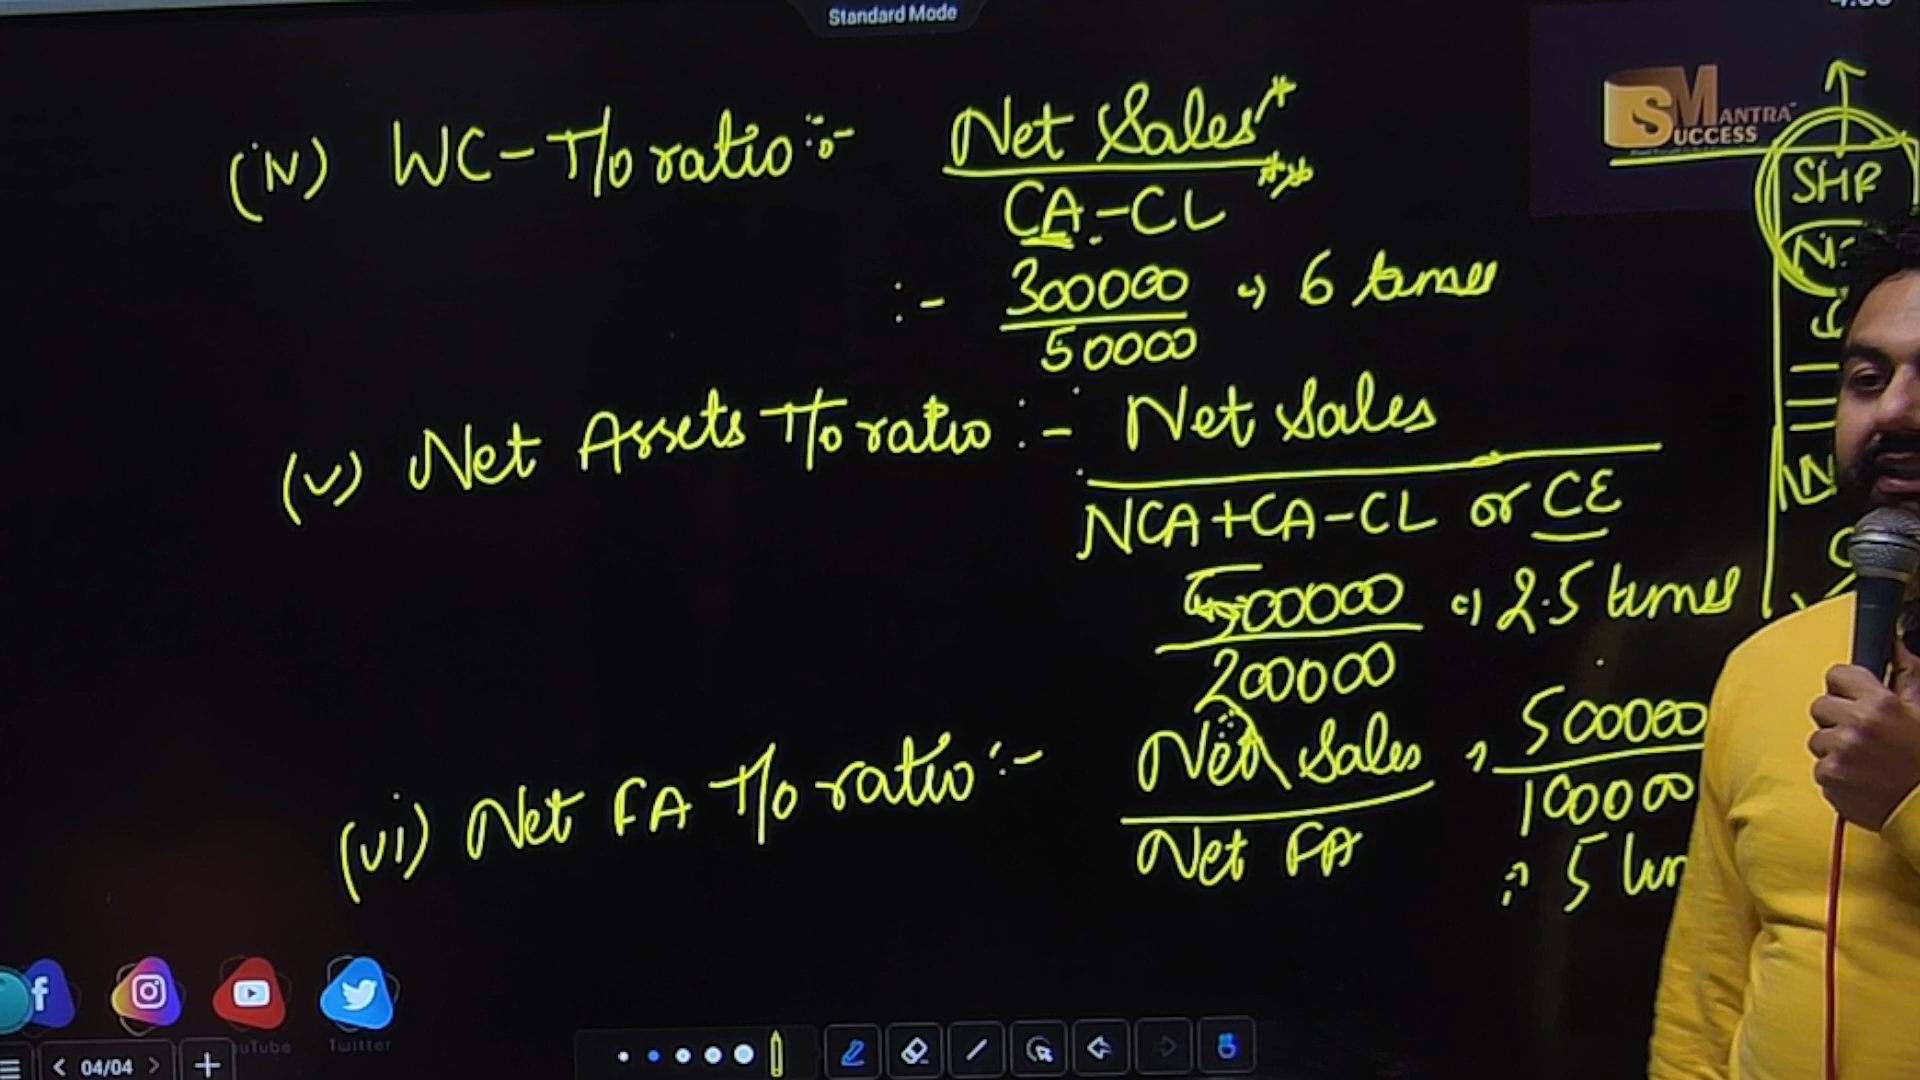 Standard Mode
SMANTRA
SUCCESS
(iv) WC-T/o ratio :- Net Sales*
CA-CL **
:- 300000 6 times
50000
(v) Net Assets T/o ratio :- Net Sales
NCA+CA-CL or CE
500000 2.5 times
200000
(vi) Net FA T/o ratio :- Net Sales 500000
Net FA 100000
5
SHF
Twitter
04/04